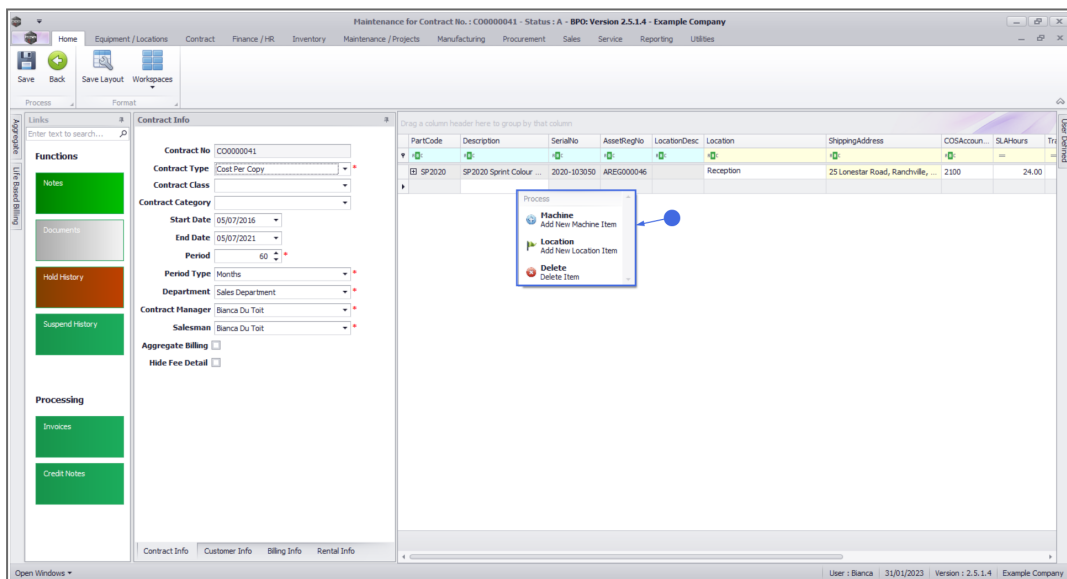 Maintenance for Contract No. : CO0000041 - Status : A - BPO: Version 2.5.1.4 - Example Company
Home Equipment / Locations Contract Finance / HR Inventory Maintenance / Projects Manufacturing Procurement Sales Service Reporting Utilities
Save Back Save Layout Workspaces
Process Format
Aggregate
Life Based Billing
Links
Enter text to search...
Functions
Notes
Documents
Hold History
Suspend History
Processing
Invoices
Credit Notes
Contract Info
Contract No CO0000041
Contract Type Cost Per Copy *
Contract Class
Contract Category
Start Date 05/07/2016
End Date 05/07/2021
Period 60 *
Period Type Months *
Department Sales Department *
Contract Manager Bianca Du Toit *
Salesman Bianca Du Toit *
Aggregate Billing
Hide Fee Detail
Contract Info Customer Info Billing Info Rental Info
Drag a column header here to group by that column
PartCode Description SerialNo AssetRegNo LocationDesc Location ShippingAddress COSAccoun... SLAHours Tra
SP2020 SP2020 Sprint Colour ... 2020-103050 AREG000046 Reception 25 Lonestar Road, Ranchville, ... 2100 24.00
Process
Machine
Add New Machine Item
Location
Add New Location Item
Delete
Delete Item
User Defined
Open Windows User : Bianca 31/01/2023 Version : 2.5.1.4 Example Company